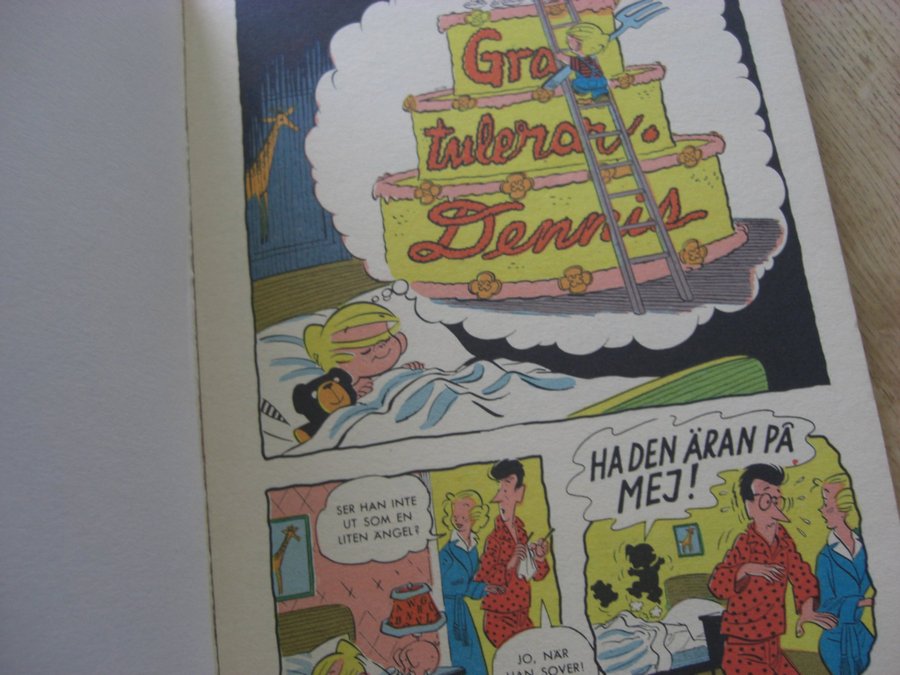 Gra
tulerar.
Dennis
SER HAN INTE
UT SOM EN
LITEN ÄNGEL?
JO, NÄR
HAN SOVER!
HA DEN ÄRAN PÅ
MEJ!